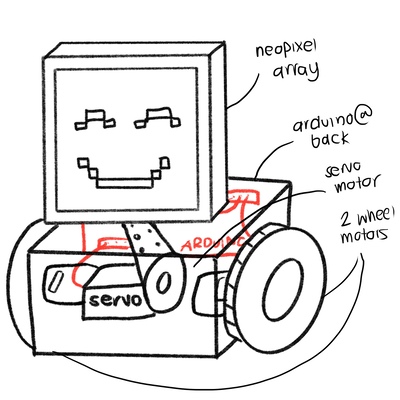 neopixel
array
arduino@
back
servo
motor
2 wheel
motors
ARDUINO
servo